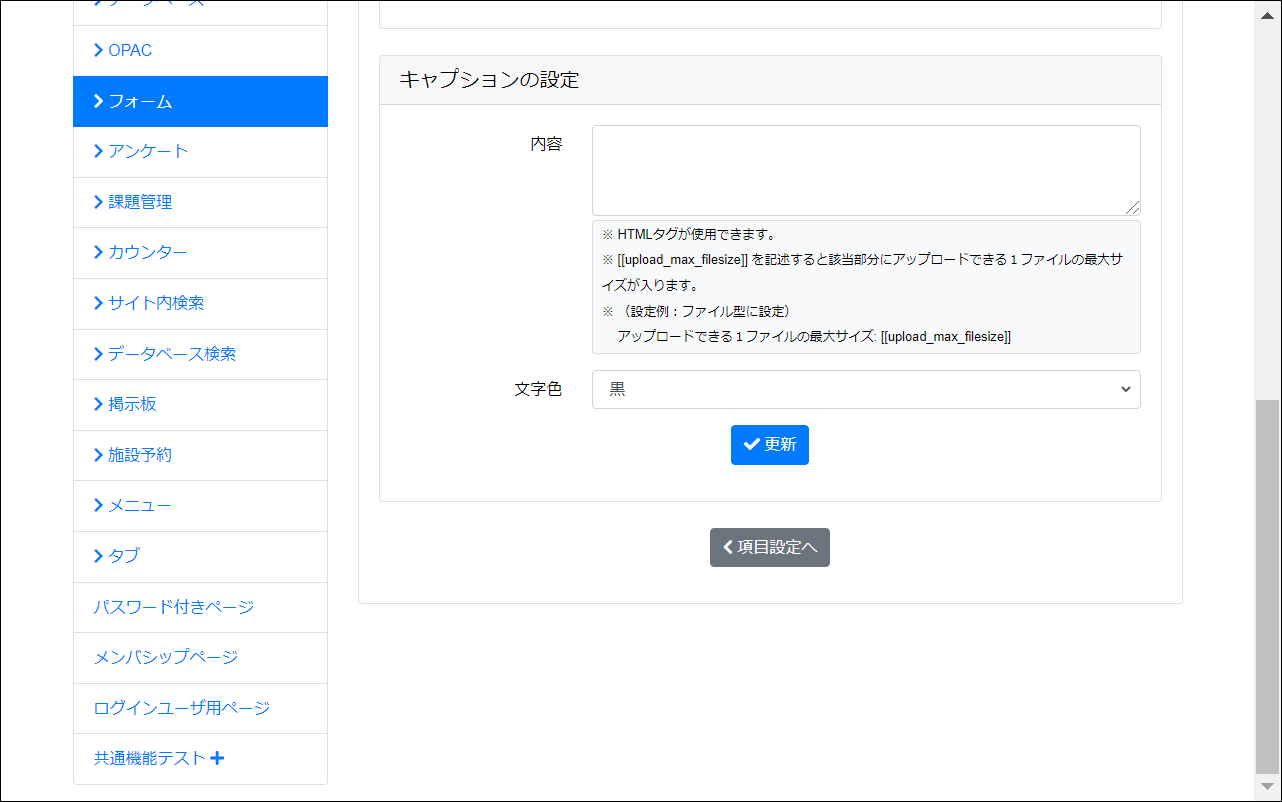 OPAC
フォーム
アンケート
課題管理
カウンター
サイト内検索
データベース検索
掲示板
施設予約
メニュー
タブ
パスワード付きページ
メンバシップページ
ログインユーザ用ページ
共通機能テスト
キャプションの設定
内容
※ HTMLタグが使用できます。
※ [[upload_max_filesize]] を記述すると該当部分にアップロードできる１ファイルの最大サ
イズが入ります。
※ （設定例：ファイル型に設定）
アップロードできる１ファイルの最大サイズ: [[upload_max_filesize]]
文字色
黒
更新
項目設定へ